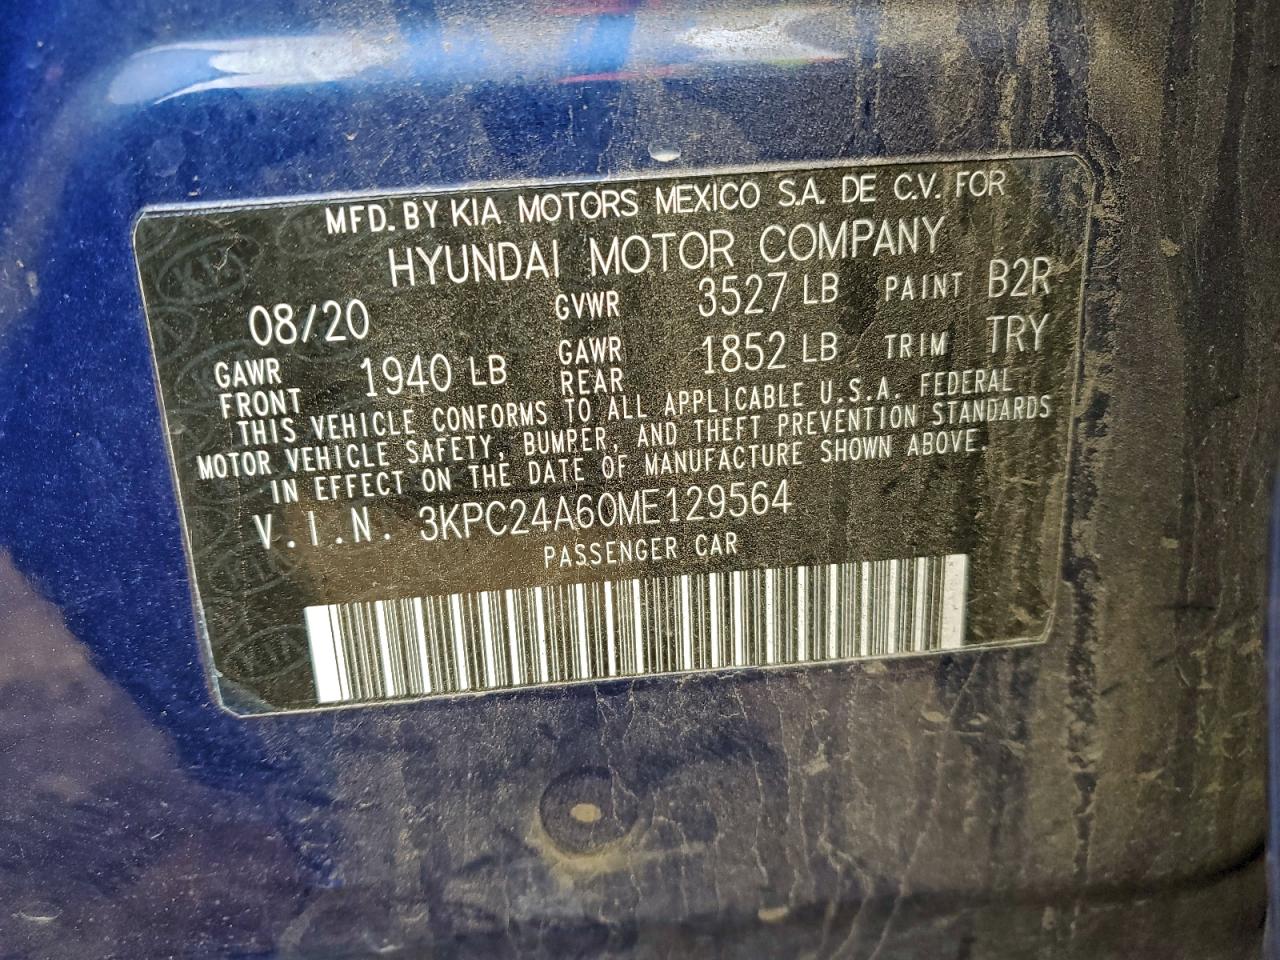 MFD. BY KIA MOTORS MEXICO S.A. DE C.V. FOR
HYUNDAI MOTOR COMPANY
08/20 GVWR 3527 LB PAINT B2R
GAWR FRONT 1940 LB GAWR REAR 1852 LB TRIM TRY
THIS VEHICLE CONFORMS TO ALL APPLICABLE U.S.A. FEDERAL
MOTOR VEHICLE SAFETY, BUMPER, AND THEFT PREVENTION STANDARDS
IN EFFECT ON THE DATE OF MANUFACTURE SHOWN ABOVE.
V.I.N. 3KPC24A60ME129564
PASSENGER CAR